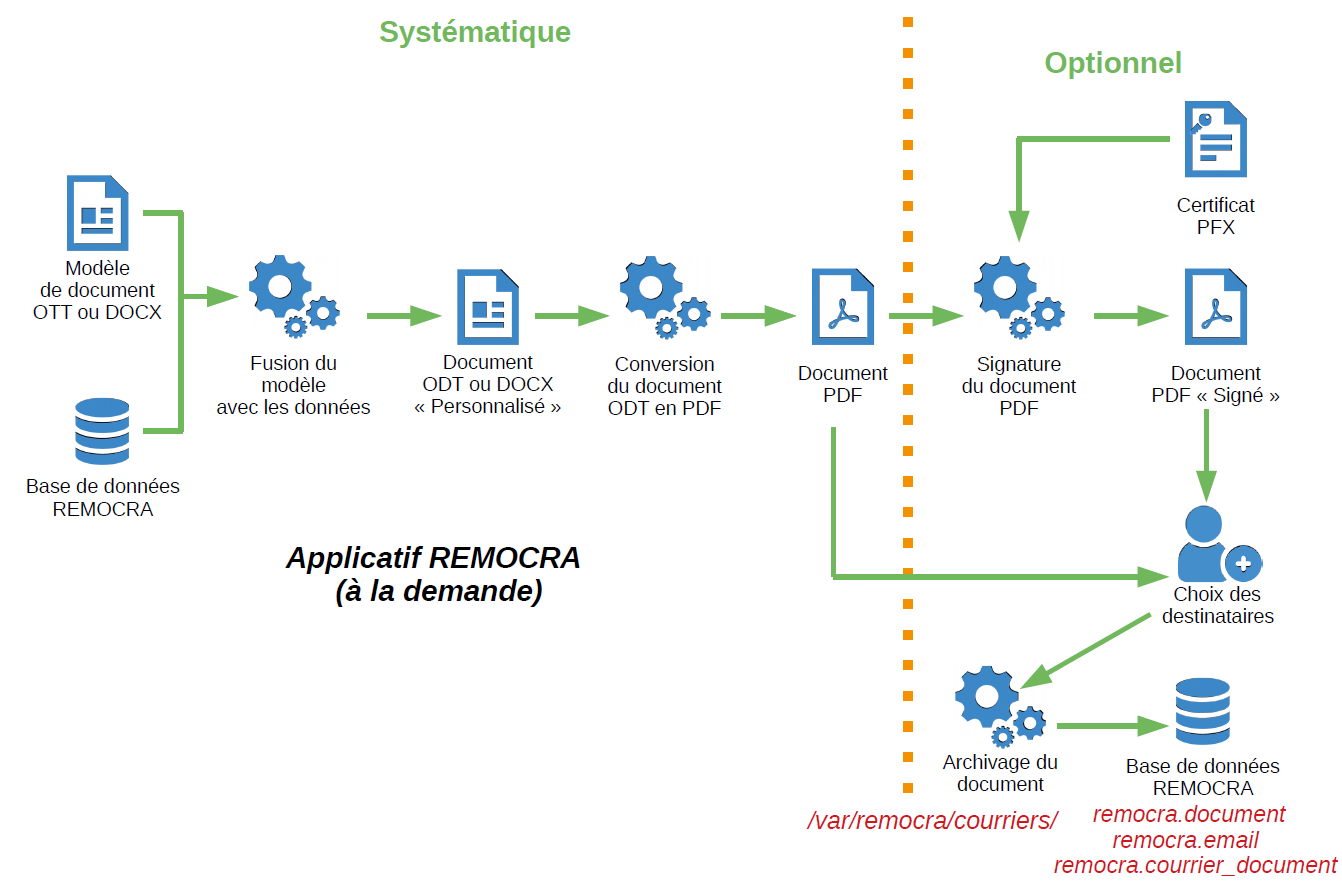 Systématique
Optionnel
Certificat
PFX
Modèle
de document
OTT ou DOCX
Fusion du
modèle
avec les données
Document
ODT ou DOCX
« Personnalisé »
Conversion
du document
ODT en PDF
Document
PDF
Signature
du document
PDF
Document
PDF « Signé »
Base de données
REMOCRA
Applicatif REMOCRA
(à la demande)
Choix des
destinataires
Archivage du
document
/var/remocra/courriers/
Base de données
REMOCRA
remocra.document
remocra.email
remocra.courrier_document